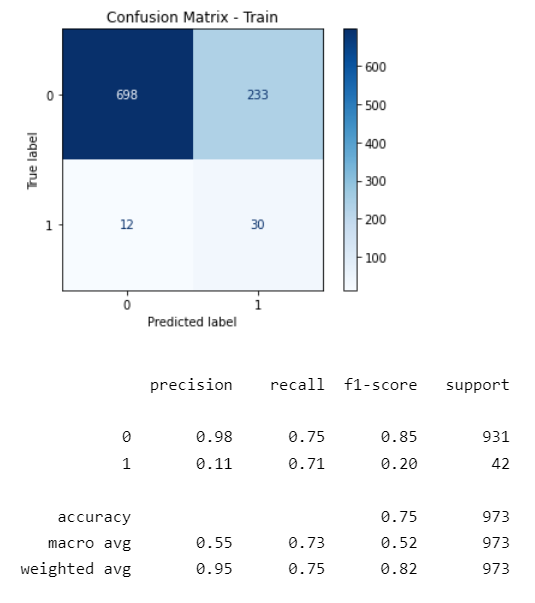 Confusion Matrix - Train
600
0 698 233
500
400
True label
300
200
1 12 30
100
0 1
Predicted label
precision recall f1-score support
0 0.98 0.75 0.85 931
1 0.11 0.71 0.20 42
accuracy 0.75 973
macro avg 0.55 0.73 0.52 973
weighted avg 0.95 0.75 0.82 973